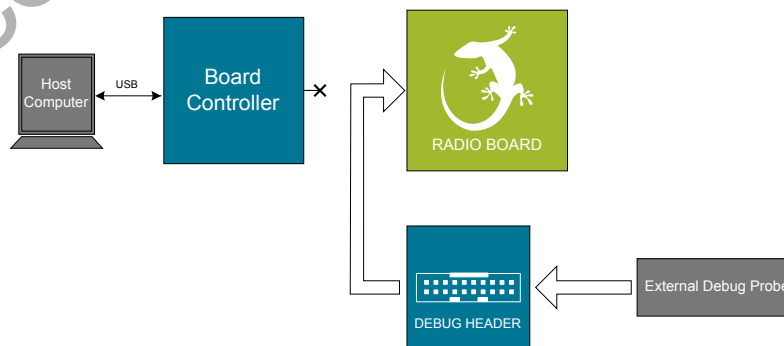 Host
Computer
USB
Board
Controller
RADIO BOARD
DEBUG HEADER
External Debug Probe